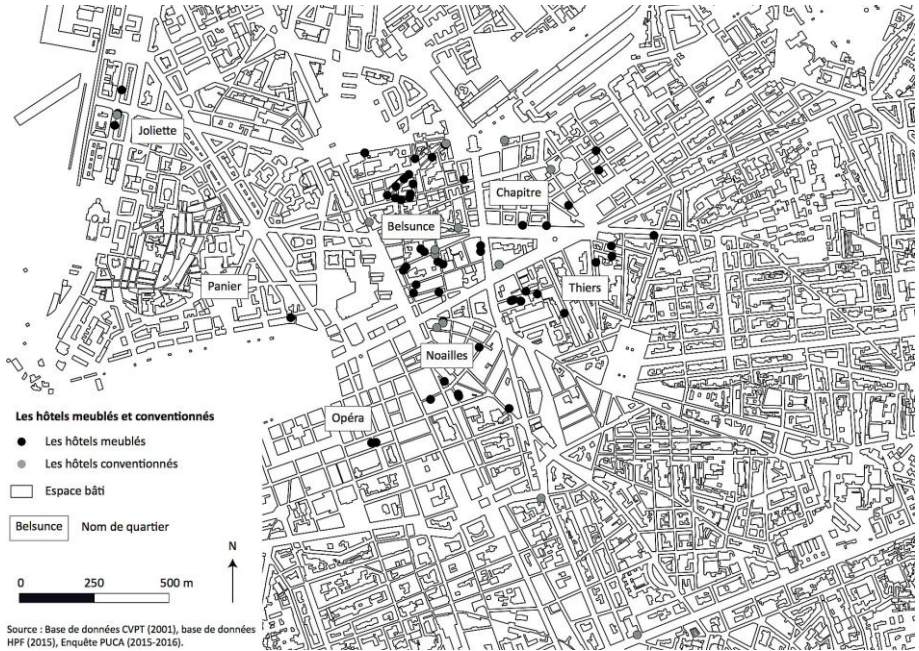 Joliette
Chapitre
Belsunce
Panier
Thiers
Noailles
Opéra
Les hôtels meublés et conventionnés
Les hôtels meublés
Les hôtels conventionnés
Espace bâti
Belsunce Nom de quartier
N
0 250 500 m
Source : Base de données CVPT (2001), base de données
HPF (2015), Enquête PUCA (2015-2016).